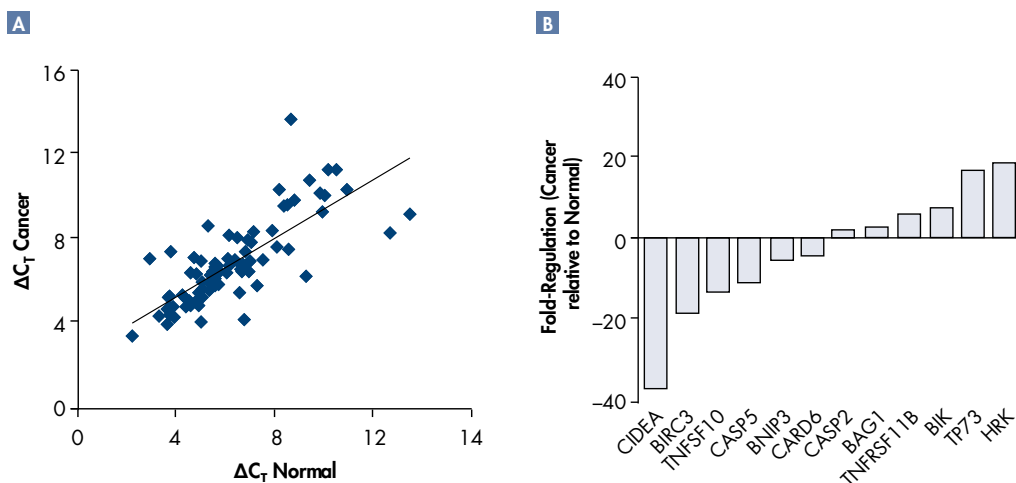 A
16
12
8
4
0
0
4
8
12
14
ΔCT Cancer
ΔCT Normal
B
40
20
0
–20
–40
Fold-Regulation (Cancer
relative to Normal)
CIDEA
BIRC3
TNFSF10
CASP5
BNIP3
CARD6
CASP2
BAG1
TNFRSF11B
BIK
TP73
HRK